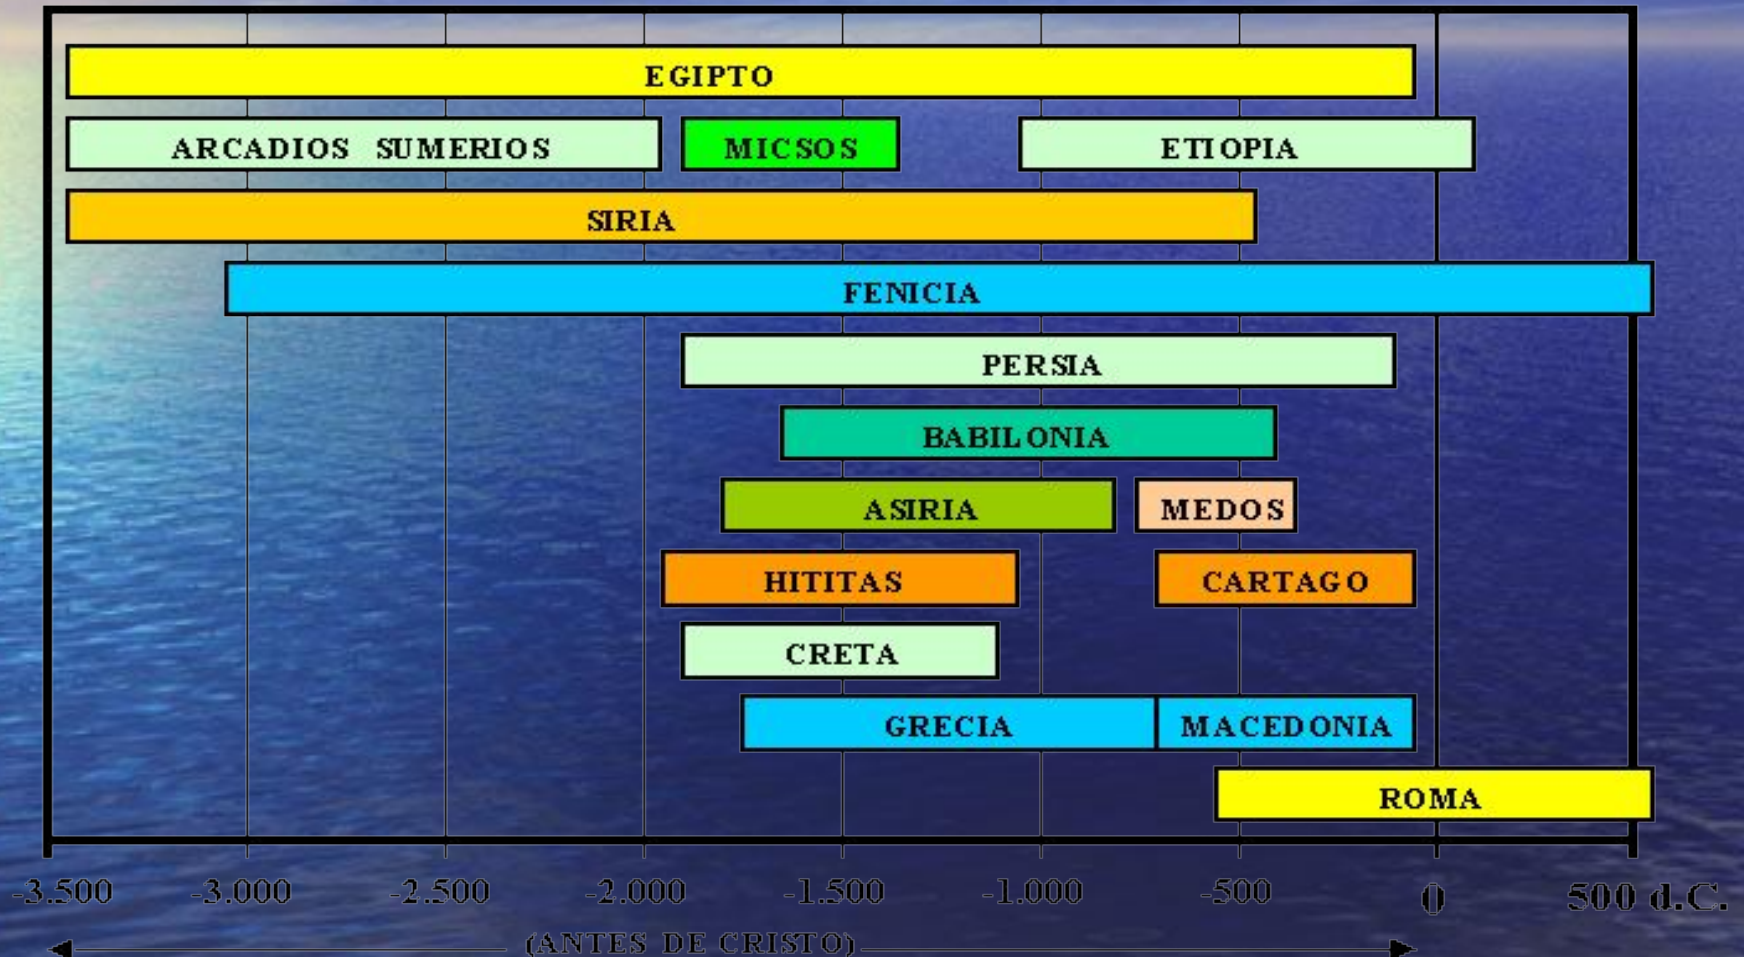 EGIPTO
ARCADIOS SUMERIOS MICSOS ETIOPIA
SIRIA
FENICIA
PERSIA
BABILONIA
ASIRIA MEDOS
HITITAS CARTAGO
CRETA
GRECIA MACEDONIA
ROMA
-3.500 -3.000 -2.500 -2.000 -1.500 -1.000 -500 0 500 d.C.
(ANTES DE CRISTO)